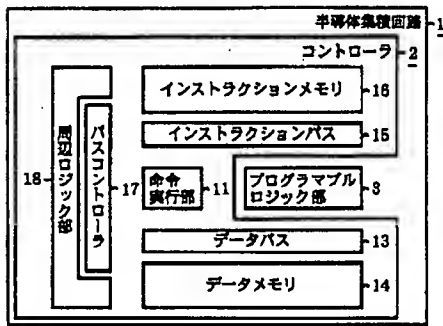 半導体集積回路 1
コントローラ 2
インストラクションメモリ 16
インストラクションバス 15
周辺ロジック部 18
バスコントローラ 17
命令
実行部 11
プログラマブル
ロジック部 3
データバス 13
データメモリ 14